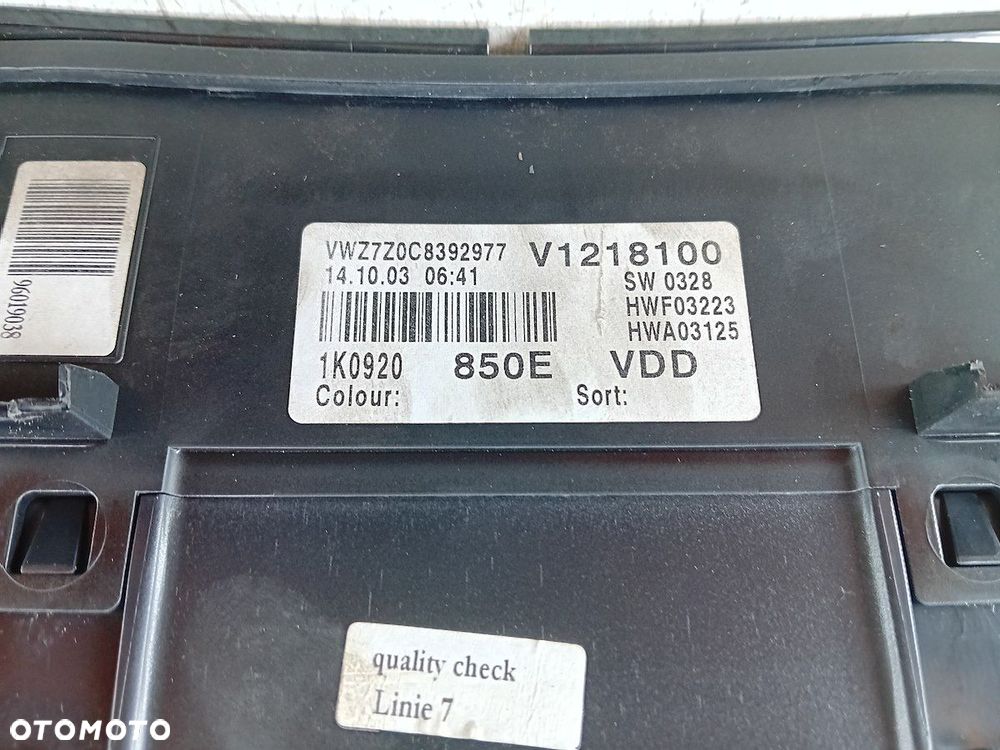 VWZ7Z0C8392977 V1218100
14.10.03 06:41 SW 0328
HWF03223
HWA03125
1K0920 850E VDD
Colour: Sort:
96019038
quality check
Linie 7
OTOMOTO